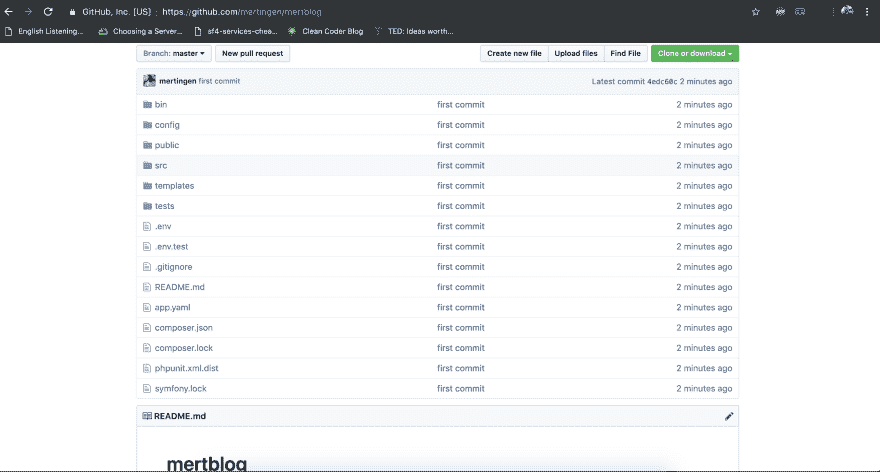 GitHub, Inc. [US] https://github.com/mertingen/mertblog
English Listening... Choosing a Server... sf4-services-chea... Clean Coder Blog TED: Ideas worth...
Branch: master New pull request Create new file Upload files Find File Clone or download
mertingen first commit Latest commit 4edc60c 2 minutes ago
bin first commit 2 minutes ago
config first commit 2 minutes ago
public first commit 2 minutes ago
src first commit 2 minutes ago
templates first commit 2 minutes ago
tests first commit 2 minutes ago
.env first commit 2 minutes ago
.env.test first commit 2 minutes ago
.gitignore first commit 2 minutes ago
README.md first commit 2 minutes ago
app.yaml first commit 2 minutes ago
composer.json first commit 2 minutes ago
composer.lock first commit 2 minutes ago
phpunit.xml.dist first commit 2 minutes ago
symfony.lock first commit 2 minutes ago
README.md
mertblog